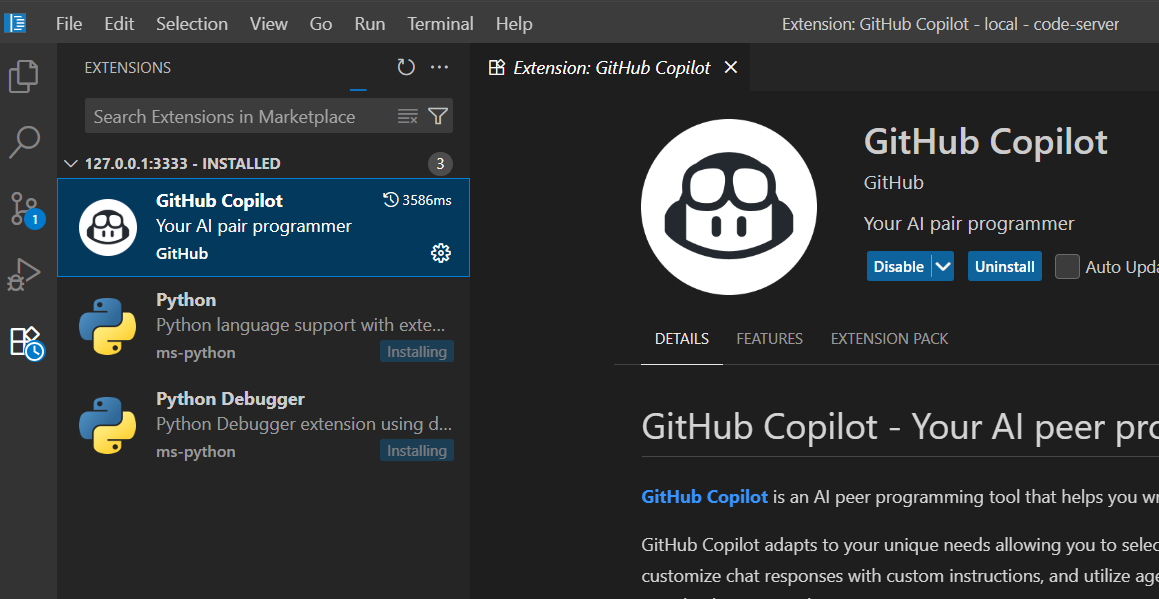 File Edit Selection View Go Run Terminal Help Extension: GitHub Copilot - local - code-server
EXTENSIONS
Search Extensions in Marketplace
127.0.0.1:3333 - INSTALLED 3
GitHub Copilot 3586ms
Your AI pair programmer
GitHub
Python
Python language support with exte...
ms-python Installing
Python Debugger
Python Debugger extension using d...
ms-python Installing
1
Extension: GitHub Copilot
GitHub Copilot
GitHub
Your AI pair programmer
Disable Uninstall Auto Upda
DETAILS FEATURES EXTENSION PACK
GitHub Copilot - Your AI peer pro
GitHub Copilot is an AI peer programming tool that helps you wr
GitHub Copilot adapts to your unique needs allowing you to selec
customize chat responses with custom instructions, and utilize age